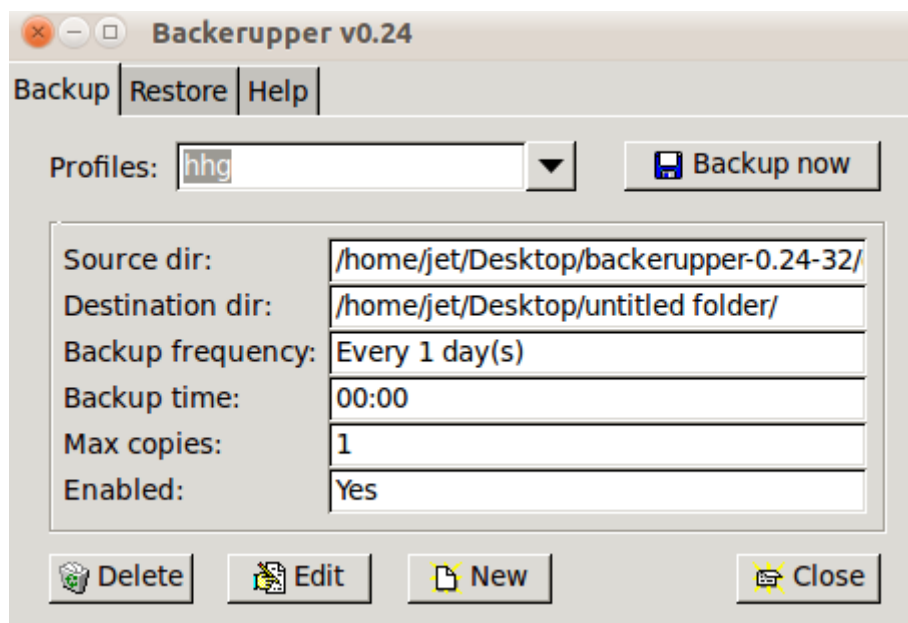 Backerupper v0.24
Backup Restore Help
Profiles: hhg Backup now
Source dir: /home/jet/Desktop/backerupper-0.24-32/
Destination dir: /home/jet/Desktop/untitled folder/
Backup frequency: Every 1 day(s)
Backup time: 00:00
Max copies: 1
Enabled: Yes
Delete Edit New Close